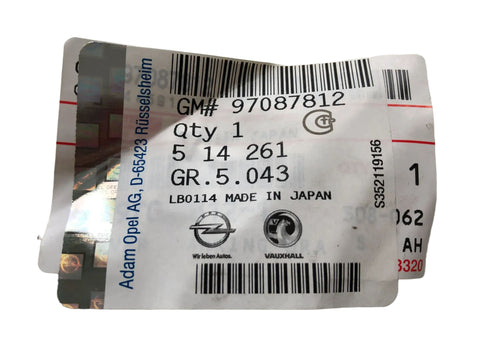 GM# 97087812
Qty 1
5 14 261
GR.5.043
LB0114 MADE IN JAPAN
Wir leben Autos.
VAUXHALL
Adam Opel AG, D-65423 Rüsselsheim
S352119156
1
062
AH
3320